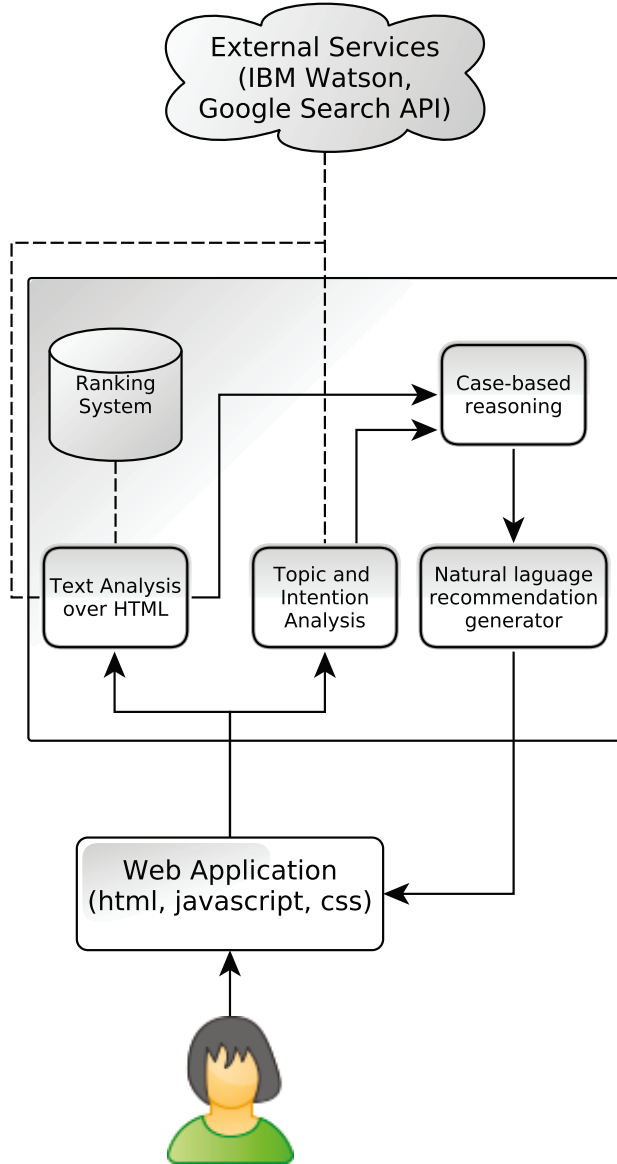 External Services
(IBM Watson,
Google Search API)
Ranking
System
Case-based
reasoning
Text Analysis
over HTML
Topic and
Intention
Analysis
Natural laguage
recommendation
generator
Web Application
(html, javascript, css)